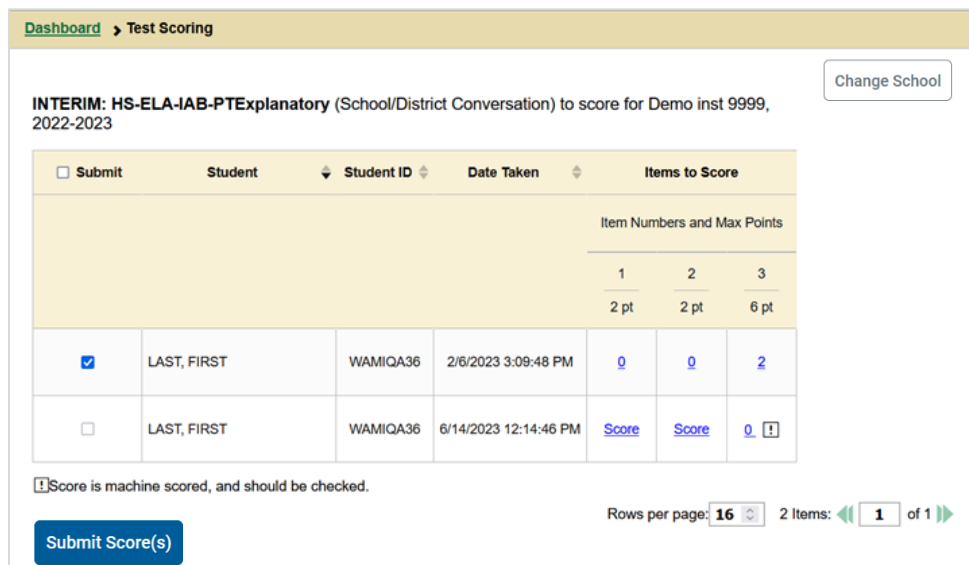 Dashboard > Test Scoring
Change School
INTERIM: HS-ELA-IAB-PTExplanatory (School/District Conversation) to score for Demo inst 9999,
2022-2023
Submit Student Student ID Date Taken Items to Score
Item Numbers and Max Points
1 2 3
2 pt 2 pt 6 pt
LAST, FIRST WAMIQA36 2/6/2023 3:09:48 PM 0 0 2
LAST, FIRST WAMIQA36 6/14/2023 12:14:46 PM Score Score 0 !
! Score is machine scored, and should be checked.
Rows per page: 16 2 Items: 1 of 1
Submit Score(s)